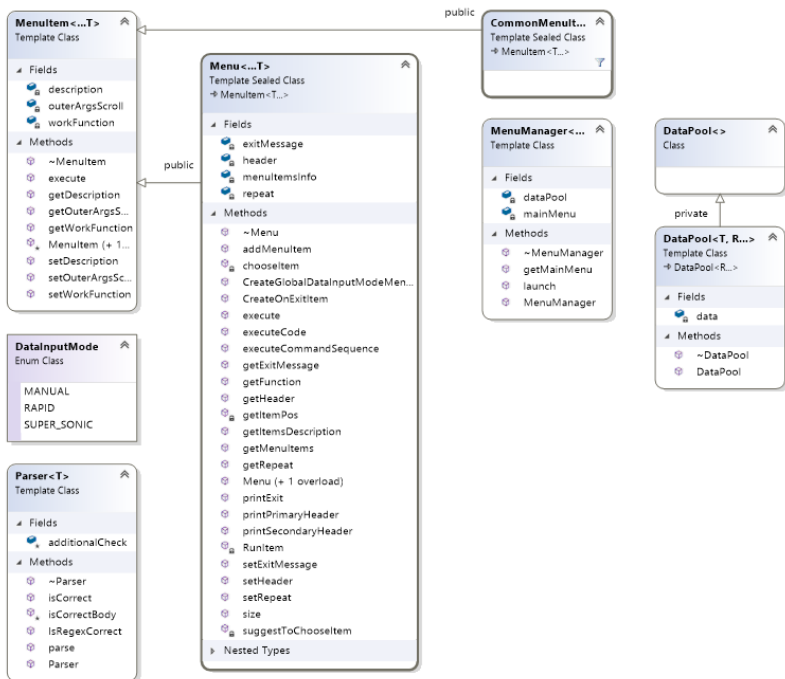 MenuItem<...T>
Template Class
Fields
description
outerArgsScroll
workFunction
Methods
~MenuItem
execute
getDescription
getOuterArgsS...
getWorkFunction
MenuItem (+ 1...
setDescription
setOuterArgsSc...
setWorkFunction
DataInputMode
Enum Class
MANUAL
RAPID
SUPER_SONIC
Parser<T>
Template Class
Fields
additionalCheck
Methods
~Parser
isCorrect
isCorrectBody
IsRegexCorrect
parse
Parser
public
public
Menu<...T>
Template Sealed Class
MenuItem<T...>
Fields
exitMessage
header
menuItemsInfo
repeat
Methods
~Menu
addMenuItem
chooseItem
CreateGlobalDataInputModeMen...
CreateOnExitItem
execute
executeCode
executeCommandSequence
getExitMessage
getFunction
getHeader
getItemPos
getItemsDescription
getMenuItems
getRepeat
Menu (+ 1 overload)
printExit
printPrimaryHeader
printSecondaryHeader
RunItem
setExitMessage
setHeader
setRepeat
size
suggestToChooseItem
Nested Types
CommonMenuIt...
Template Sealed Class
MenuItem<T...>
MenuManager<...
Template Class
Fields
dataPool
mainMenu
Methods
~MenuManager
getMainMenu
launch
MenuManager
DataPool<>
Class
private
DataPool<T, R...>
Template Class
DataPool<R...>
Fields
data
Methods
~DataPool
DataPool